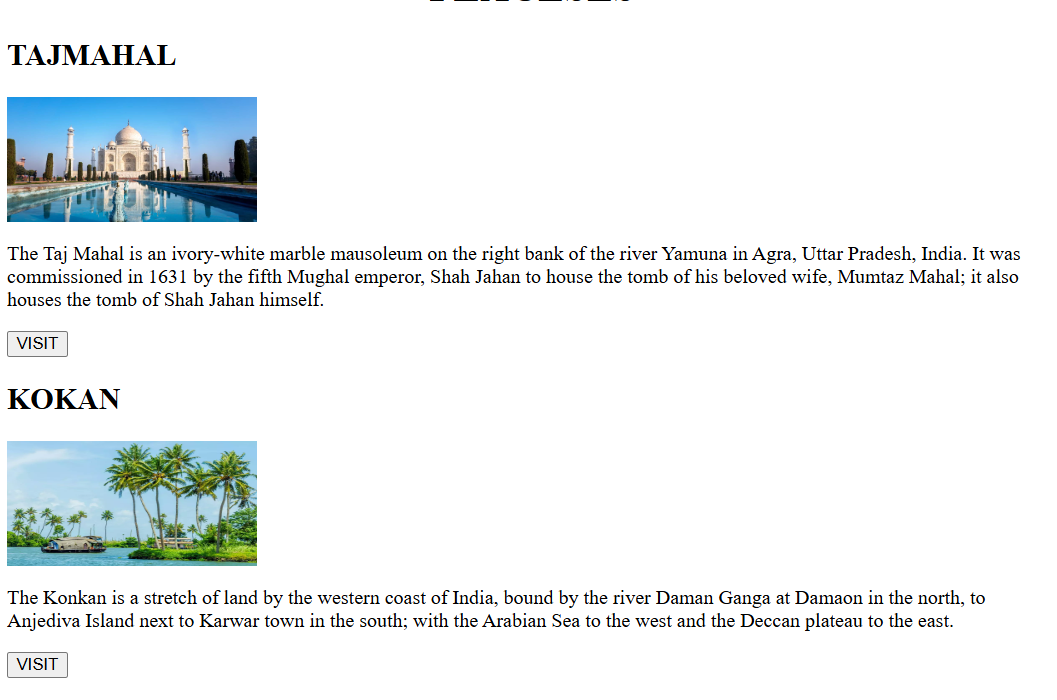 TAJMAHAL
The Taj Mahal is an ivory-white marble mausoleum on the right bank of the river Yamuna in Agra, Uttar Pradesh, India. It was
commissioned in 1631 by the fifth Mughal emperor, Shah Jahan to house the tomb of his beloved wife, Mumtaz Mahal; it also
houses the tomb of Shah Jahan himself.
VISIT
KOKAN
The Konkan is a stretch of land by the western coast of India, bound by the river Daman Ganga at Damaon in the north, to
Anjediva Island next to Karwar town in the south; with the Arabian Sea to the west and the Deccan plateau to the east.
VISIT